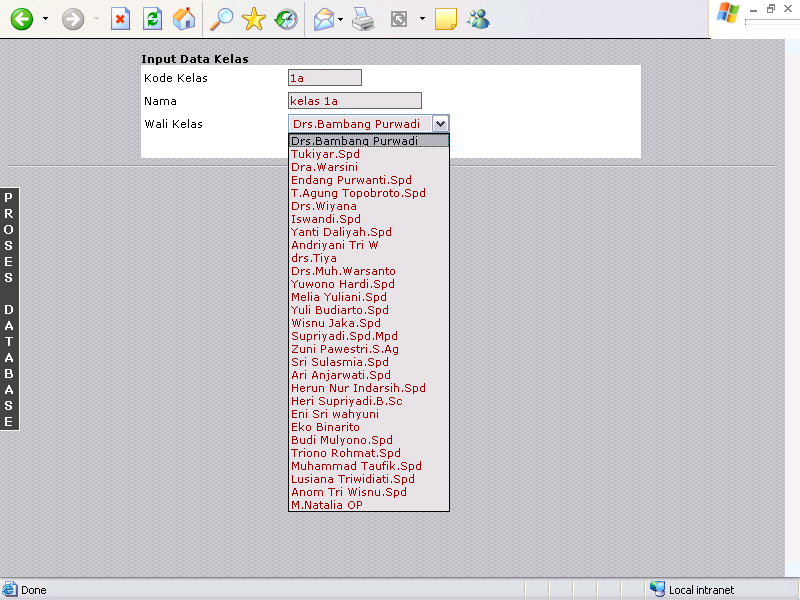 Input Data Kelas
Kode Kelas 1a
Nama kelas 1a
Wali Kelas Drs.Bambang Purwadi
Drs.Bambang Purwadi
Tukiyar.Spd
Dra.Warsini
Endang Purwanti.Spd
T.Agung Topobroto.Spd
Drs.Wiyana
Iswandi.Spd
Yanti Daliyah.Spd
Andriyani Tri W
drs.Tiya
Drs.Muh.Warsanto
Yuwono Hardi.Spd
Melia Yuliani.Spd
Yuli Budiarto.Spd
Wisnu Jaka.Spd
Supriyadi.Spd.Mpd
Zuni Pawestri.S.Ag
Sri Sulasmia.Spd
Ari Anjarwati.Spd
Herun Nur Indarsih.Spd
Heri Supriyadi.B.Sc
Eni Sri wahyuni
Eko Binarito
Budi Mulyono.Spd
Triono Rohmat.Spd
Muhammad Taufik.Spd
Lusiana Triwidiati.Spd
Anom Tri Wisnu.Spd
M.Natalia OP
PROSES DATABASE
Done
Local intranet